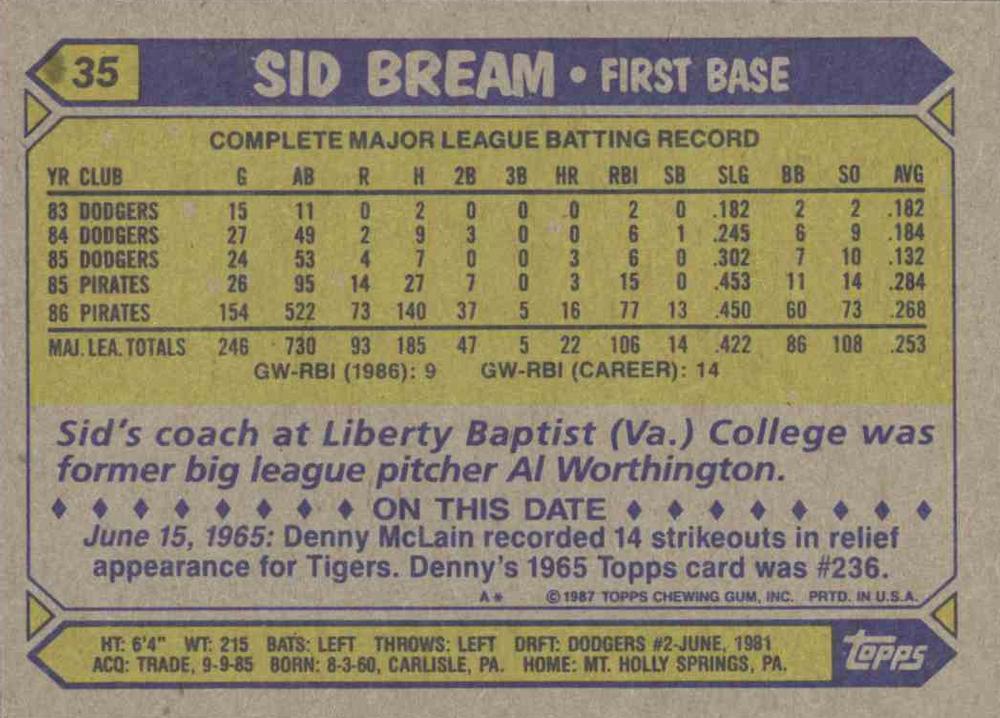 35
SID BREAM • FIRST BASE
COMPLETE MAJOR LEAGUE BATTING RECORD
YR CLUB G AB R H 2B 3B HR RBI SB SLG BB SO AVG
83 DODGERS 15 11 0 2 0 0 0 2 0 .182 2 2 .182
84 DODGERS 27 49 2 9 3 0 0 6 1 .245 6 9 .184
85 DODGERS 24 53 4 7 0 0 3 6 0 .302 7 10 .132
85 PIRATES 26 95 14 27 7 0 3 15 0 .453 11 14 .284
86 PIRATES 154 522 73 140 37 5 16 77 13 .450 60 73 .268
MAJ. LEA. TOTALS 246 730 93 185 47 5 22 106 14 .422 86 108 .253
GW-RBI (1986): 9 GW-RBI (CAREER): 14
Sid's coach at Liberty Baptist (Va.) College was
former big league pitcher Al Worthington.
♦ ♦ ♦ ♦ ♦ ♦ ♦ ♦ ON THIS DATE ♦ ♦ ♦ ♦ ♦ ♦ ♦ ♦
June 15, 1965: Denny McLain recorded 14 strikeouts in relief
appearance for Tigers. Denny's 1965 Topps card was #236.
A* © 1987 TOPPS CHEWING GUM, INC. PRTD. IN U.S.A.
HT: 6'4" WT: 215 BATS: LEFT THROWS: LEFT DRFT: DODGERS #2-JUNE, 1981
ACQ: TRADE, 9-9-85 BORN: 8-3-60, CARLISLE, PA. HOME: MT. HOLLY SPRINGS, PA.
topps